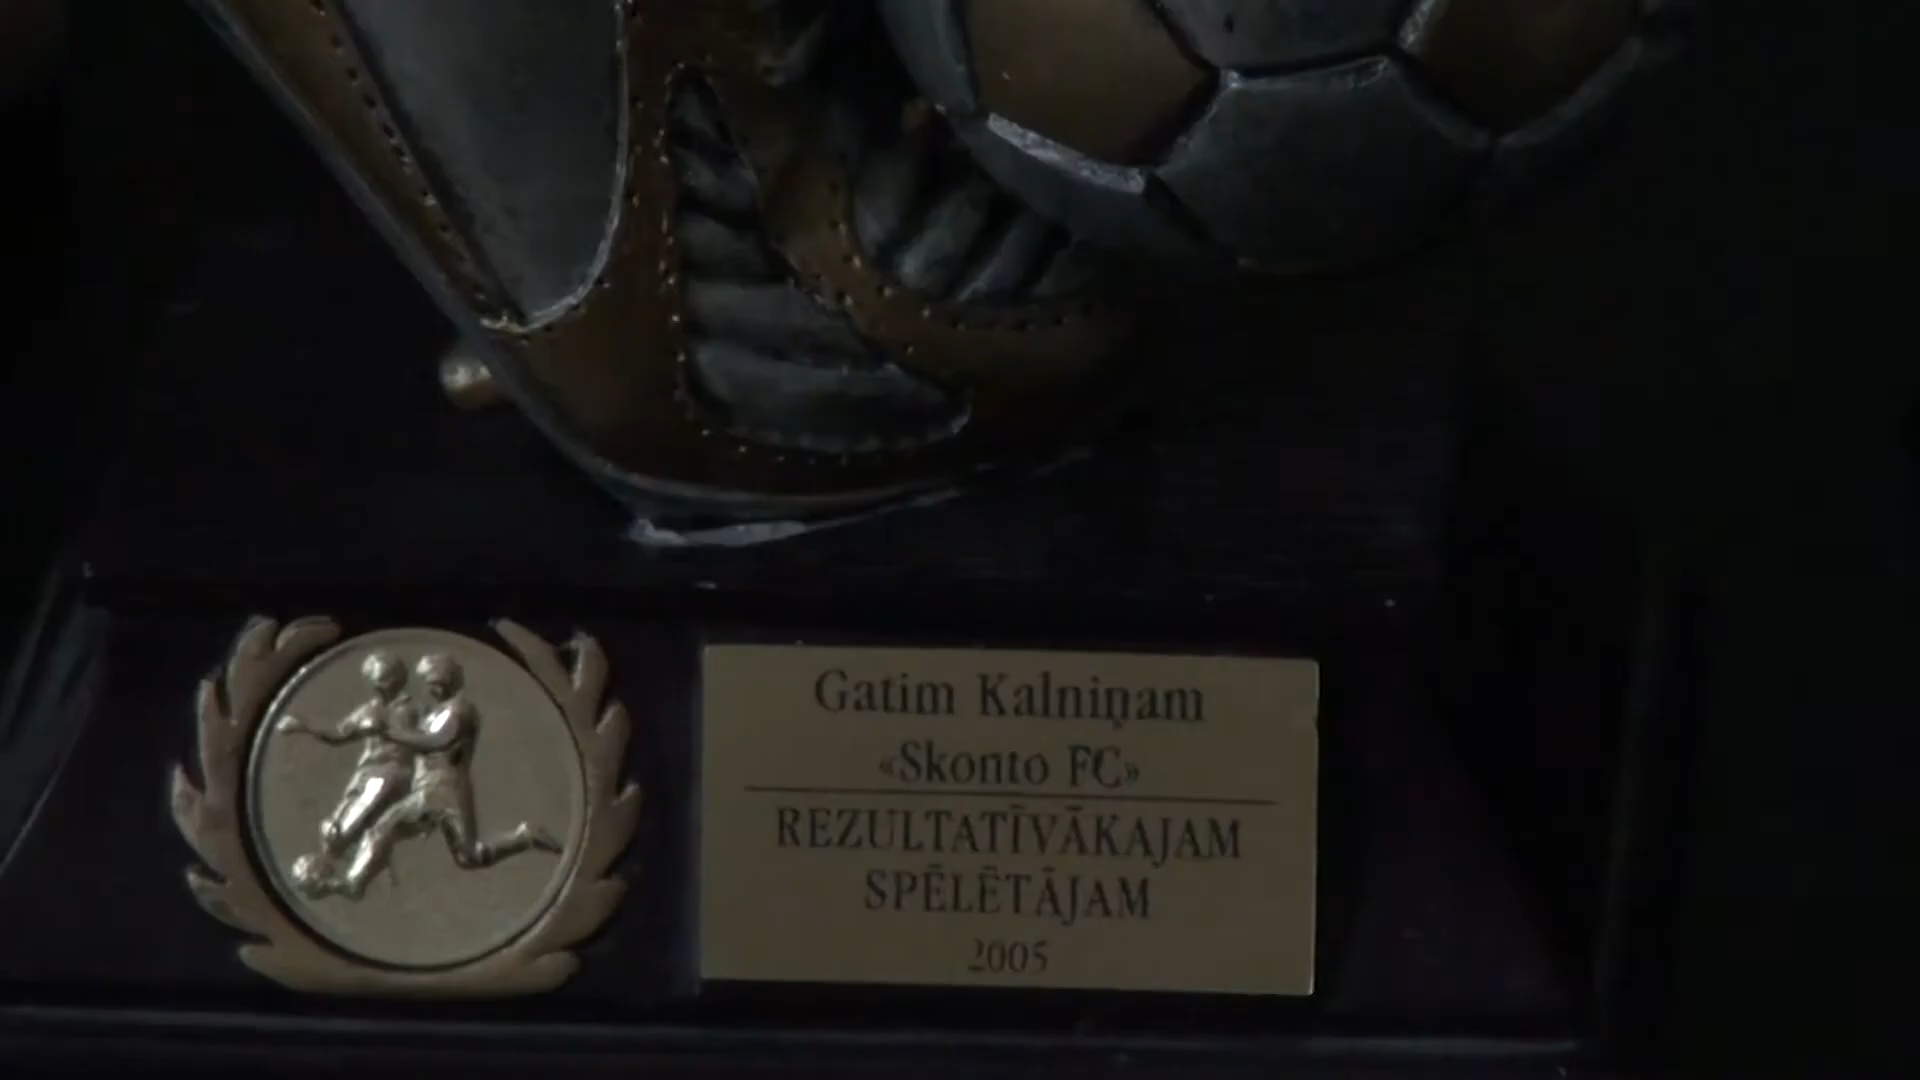 Gatim Kalniņam
«Skonto FC»
REZULTATĪVĀKAJAM
SPĒLĒTĀJAM
2005